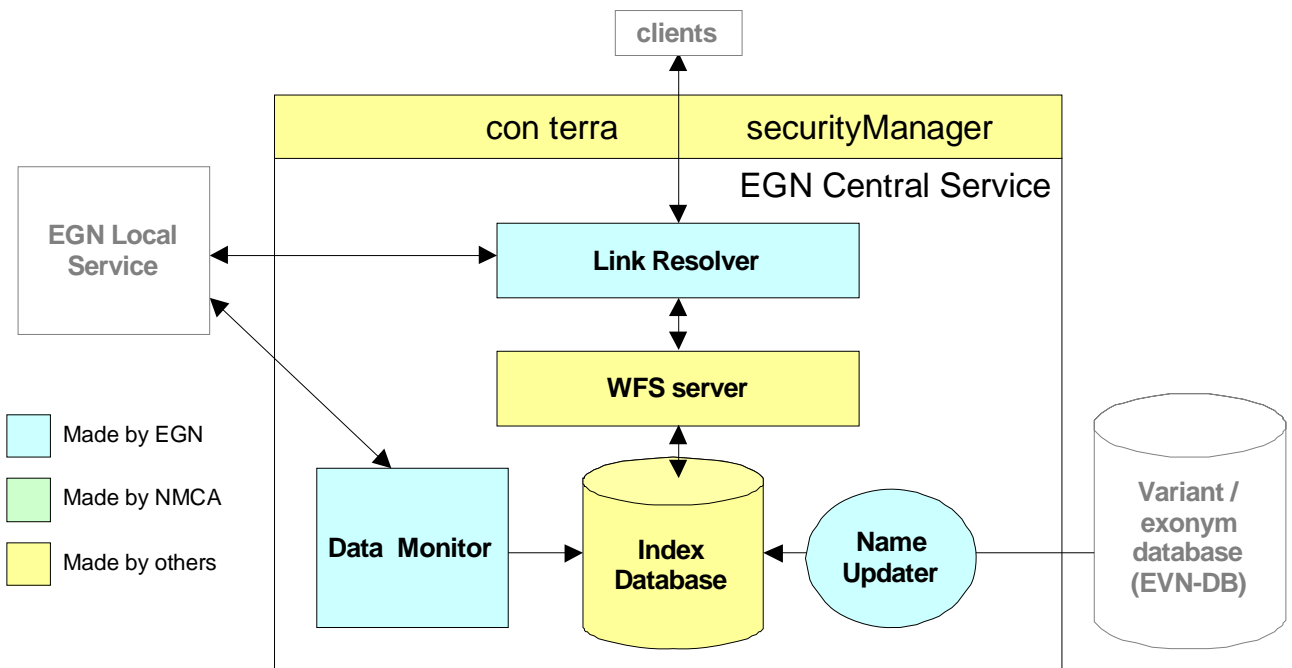 clients
con terra securityManager
EGN Central Service
EGN Local
Service
Link Resolver
WFS server
Made by EGN
Made by NMCA
Made by others
Data Monitor
Index
Database
Name
Updater
Variant /
exonym
database
(EVN-DB)